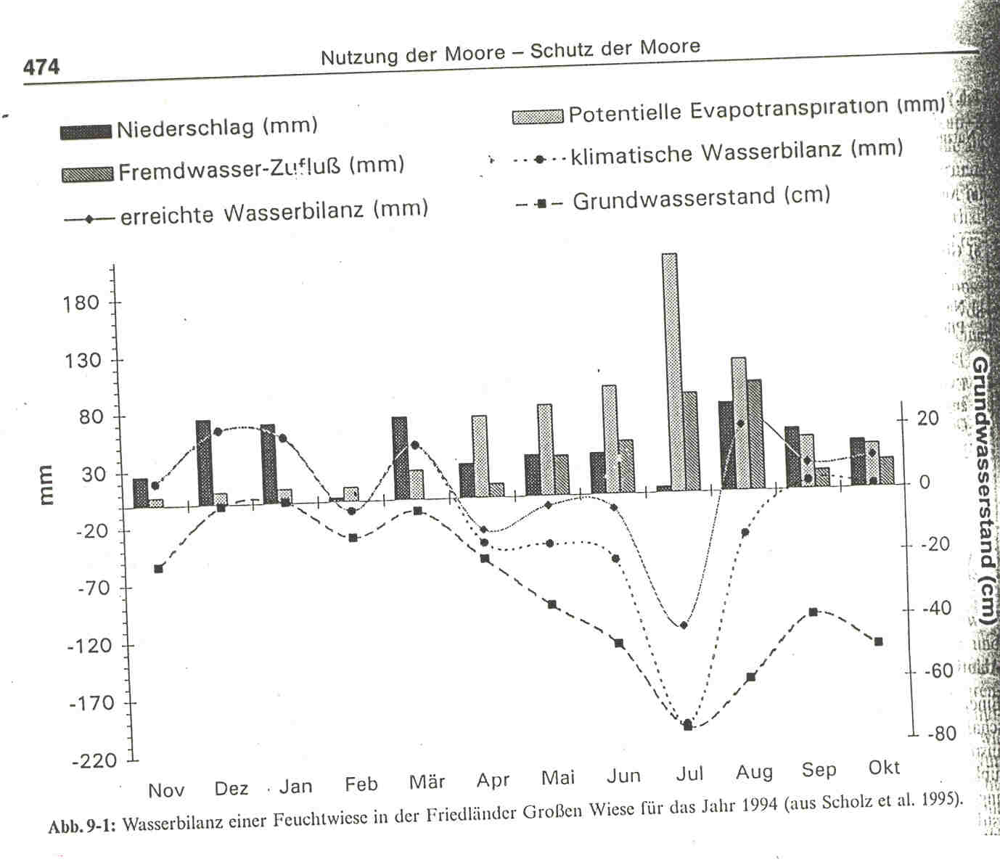 474
Nutzung der Moore – Schutz der Moore
Niederschlag (mm)
Potentielle Evapotranspiration (mm)
Fremdwasser-Zufluß (mm)
klimatische Wasserbilanz (mm)
erreichte Wasserbilanz (mm)
Grundwasserstand (cm)
180
130
80
30
-20
-70
-120
-170
-220
mm
20
0
-20
-40
-60
-80
Grundwasserstand (cm)
Nov Dez Jan Feb Mär Apr Mai Jun Jul Aug Sep Okt
Abb. 9-1: Wasserbilanz einer Feuchtwiese in der Friedländer Großen Wiese für das Jahr 1994 (aus Scholz et al. 1995).